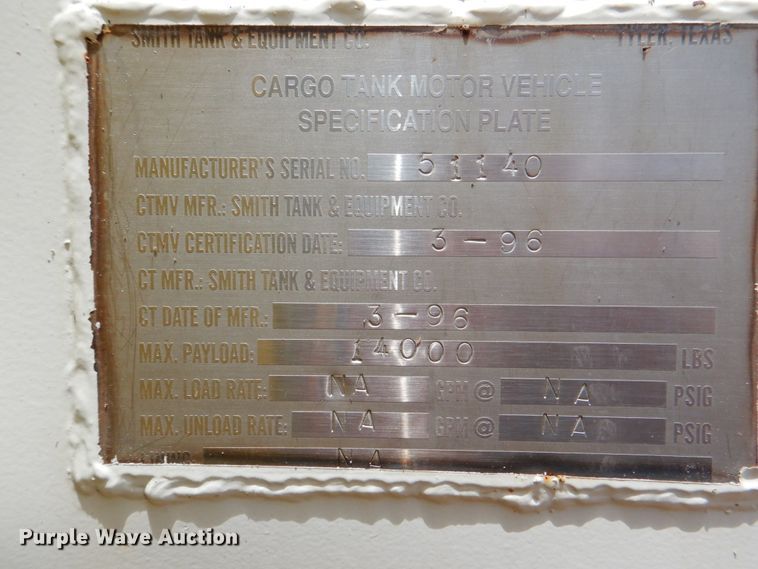 SMITH TANK & EQUIPMENT CO. TYLER, TEXAS
CARGO TANK MOTOR VEHICLE
SPECIFICATION PLATE
MANUFACTURER'S SERIAL NO. 51140
CTMV MFR.: SMITH TANK & EQUIPMENT CO.
CTMV CERTIFICATION DATE: 3-96
CT MFR.: SMITH TANK & EQUIPMENT CO.
CT DATE OF MFR.: 3-96
MAX. PAYLOAD: 14000 LBS
MAX. LOAD RATE: NA GPM @ NA PSIG
MAX. UNLOAD RATE: NA GPM @ NA PSIG
LINING NA
Purple Wave Auction